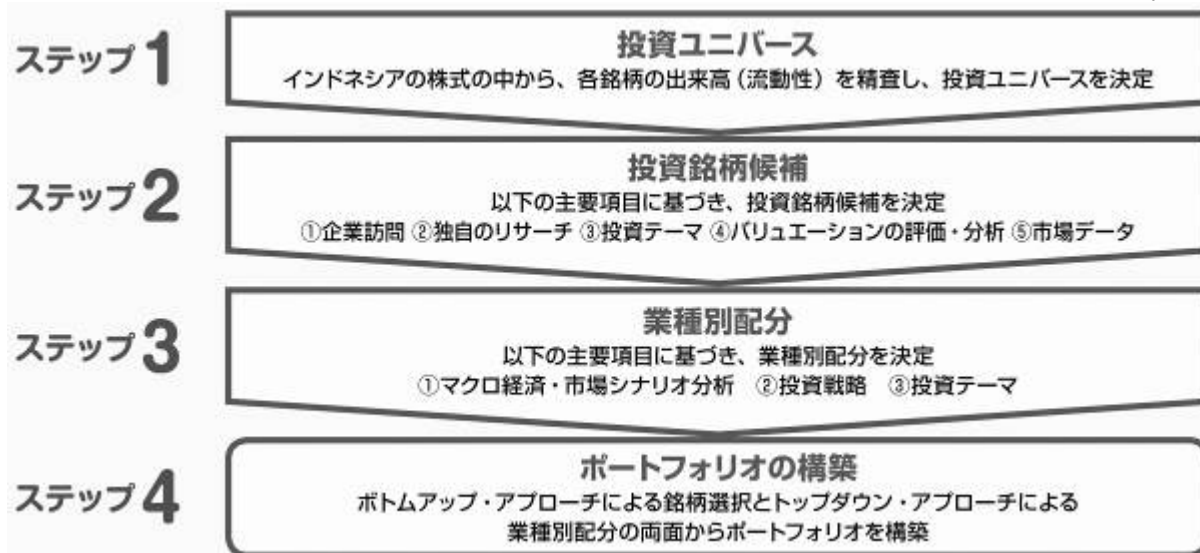 ステップ1
投資ユニバース
インドネシアの株式の中から、各銘柄の出来高(流動性)を精査し、投資ユニバースを決定
ステップ2
投資銘柄候補
以下の主要項目に基づき、投資銘柄候補を決定
①企業訪問 ②独自のリサーチ ③投資テーマ ④バリュエーションの評価・分析 ⑤市場データ
ステップ3
業種別配分
以下の主要項目に基づき、業種別配分を決定
①マクロ経済・市場シナリオ分析 ②投資戦略 ③投資テーマ
ステップ4
ポートフォリオの構築
ボトムアップ・アプローチによる銘柄選択とトップダウン・アプローチによる
業種別配分の両面からポートフォリオを構築